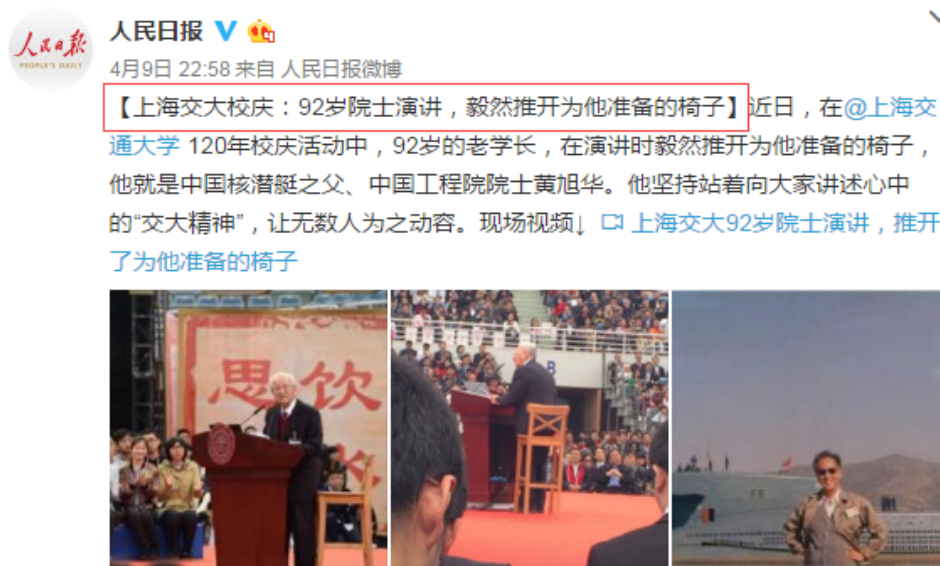 人民日报
人民日报
PEOPLE'S DAILY
4月9日 22:58 来自 人民日报微博
【上海交大校庆：92岁院士演讲，毅然推开为他准备的椅子】近日，在@上海交
通大学 120年校庆活动中，92岁的老学长，在演讲时毅然推开为他准备的椅子，
他就是中国核潜艇之父、中国工程院院士黄旭华。他坚持站着向大家讲述心中
的“交大精神”，让无数人为之动容。现场视频↓ 上海交大92岁院士演讲，推开
了为他准备的椅子
思 饮
水
B